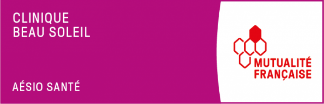 CLINIQUE
BEAU SOLEIL
AÉSIO SANTÉ
MUTUALITÉ
FRANÇAISE